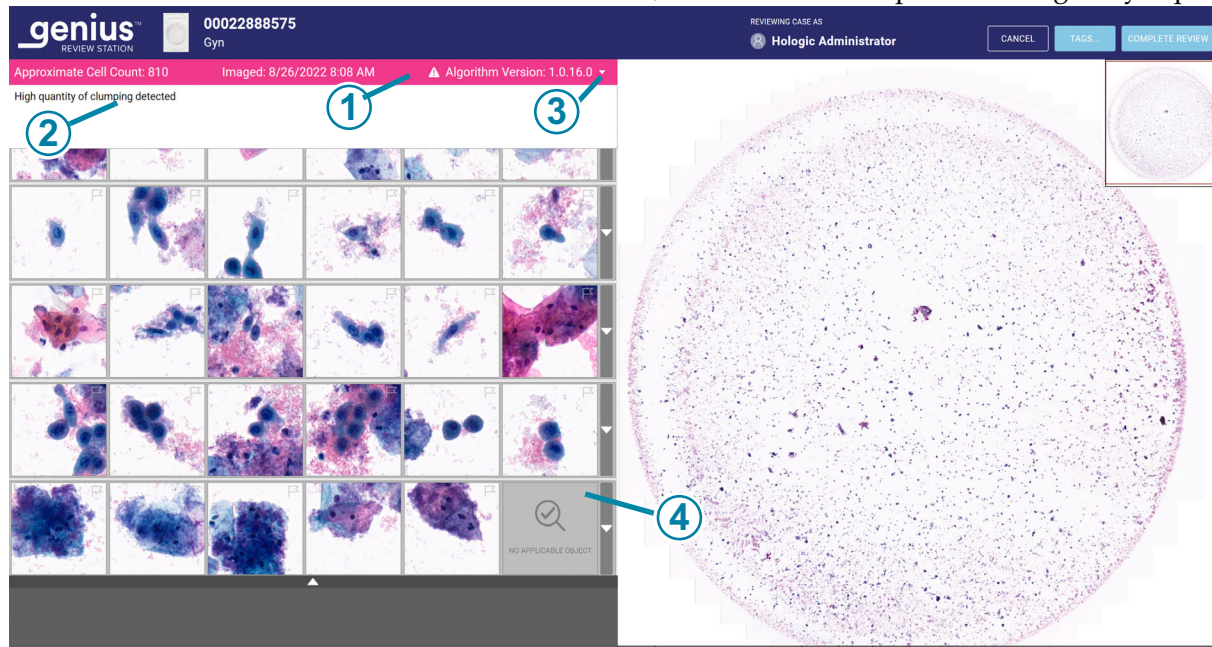 genius™
REVIEW STATION
00022888575
Gyn
REVIEWING CASE AS
Hologic Administrator
CANCEL
TAGS...
COMPLETE REVIEW
Approximate Cell Count: 810
Imaged: 8/26/2022 8:08 AM
Algorithm Version: 1.0.16.0
High quantity of clumping detected
1
2
3
4
NO APPLICABLE OBJECT